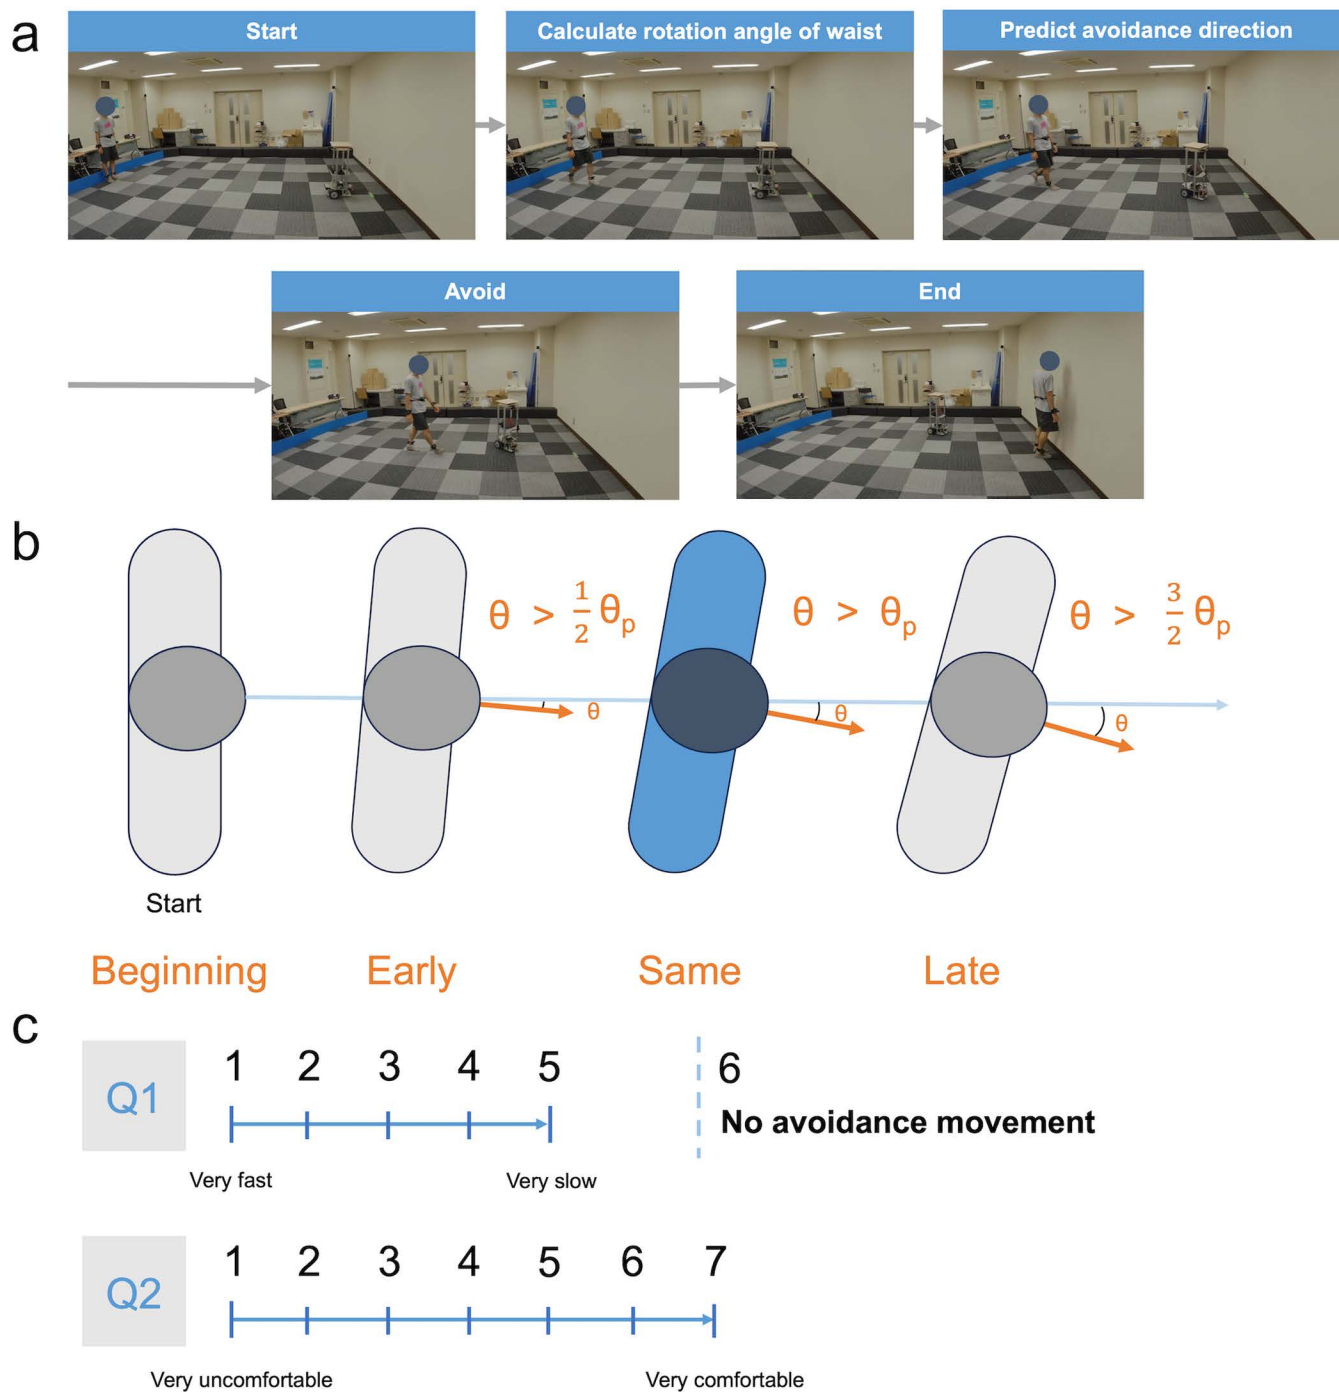 a
Start
Calculate rotation angle of waist
Predict avoidance direction
Avoid
End
b
θ > 1/2 θp
θ > θp
θ > 3/2 θp
θ
θ
θ
Start
Beginning
Early
Same
Late
c
Q1
1 2 3 4 5
6
No avoidance movement
Very fast
Very slow
Q2
1 2 3 4 5 6 7
Very uncomfortable
Very comfortable